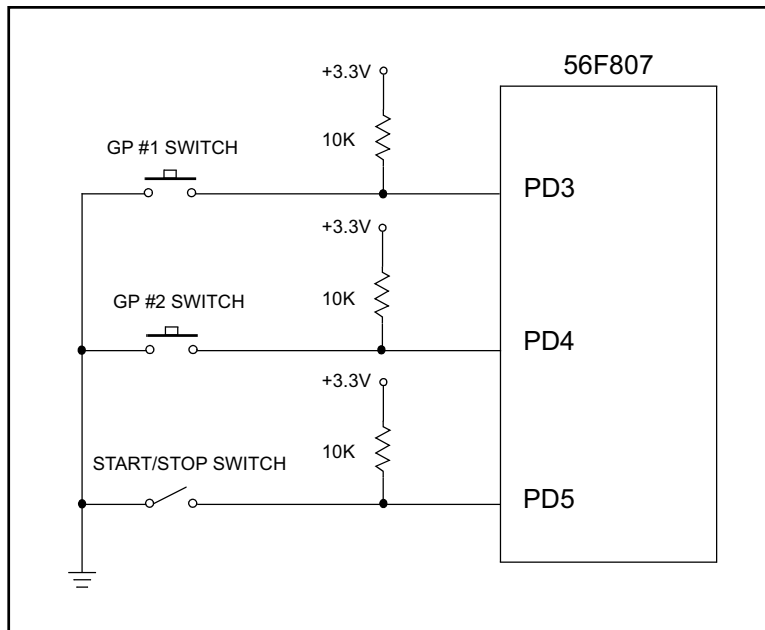 56F807
+3.3V
10K
GP #1 SWITCH
PD3
+3.3V
10K
GP #2 SWITCH
PD4
+3.3V
10K
START/STOP SWITCH
PD5